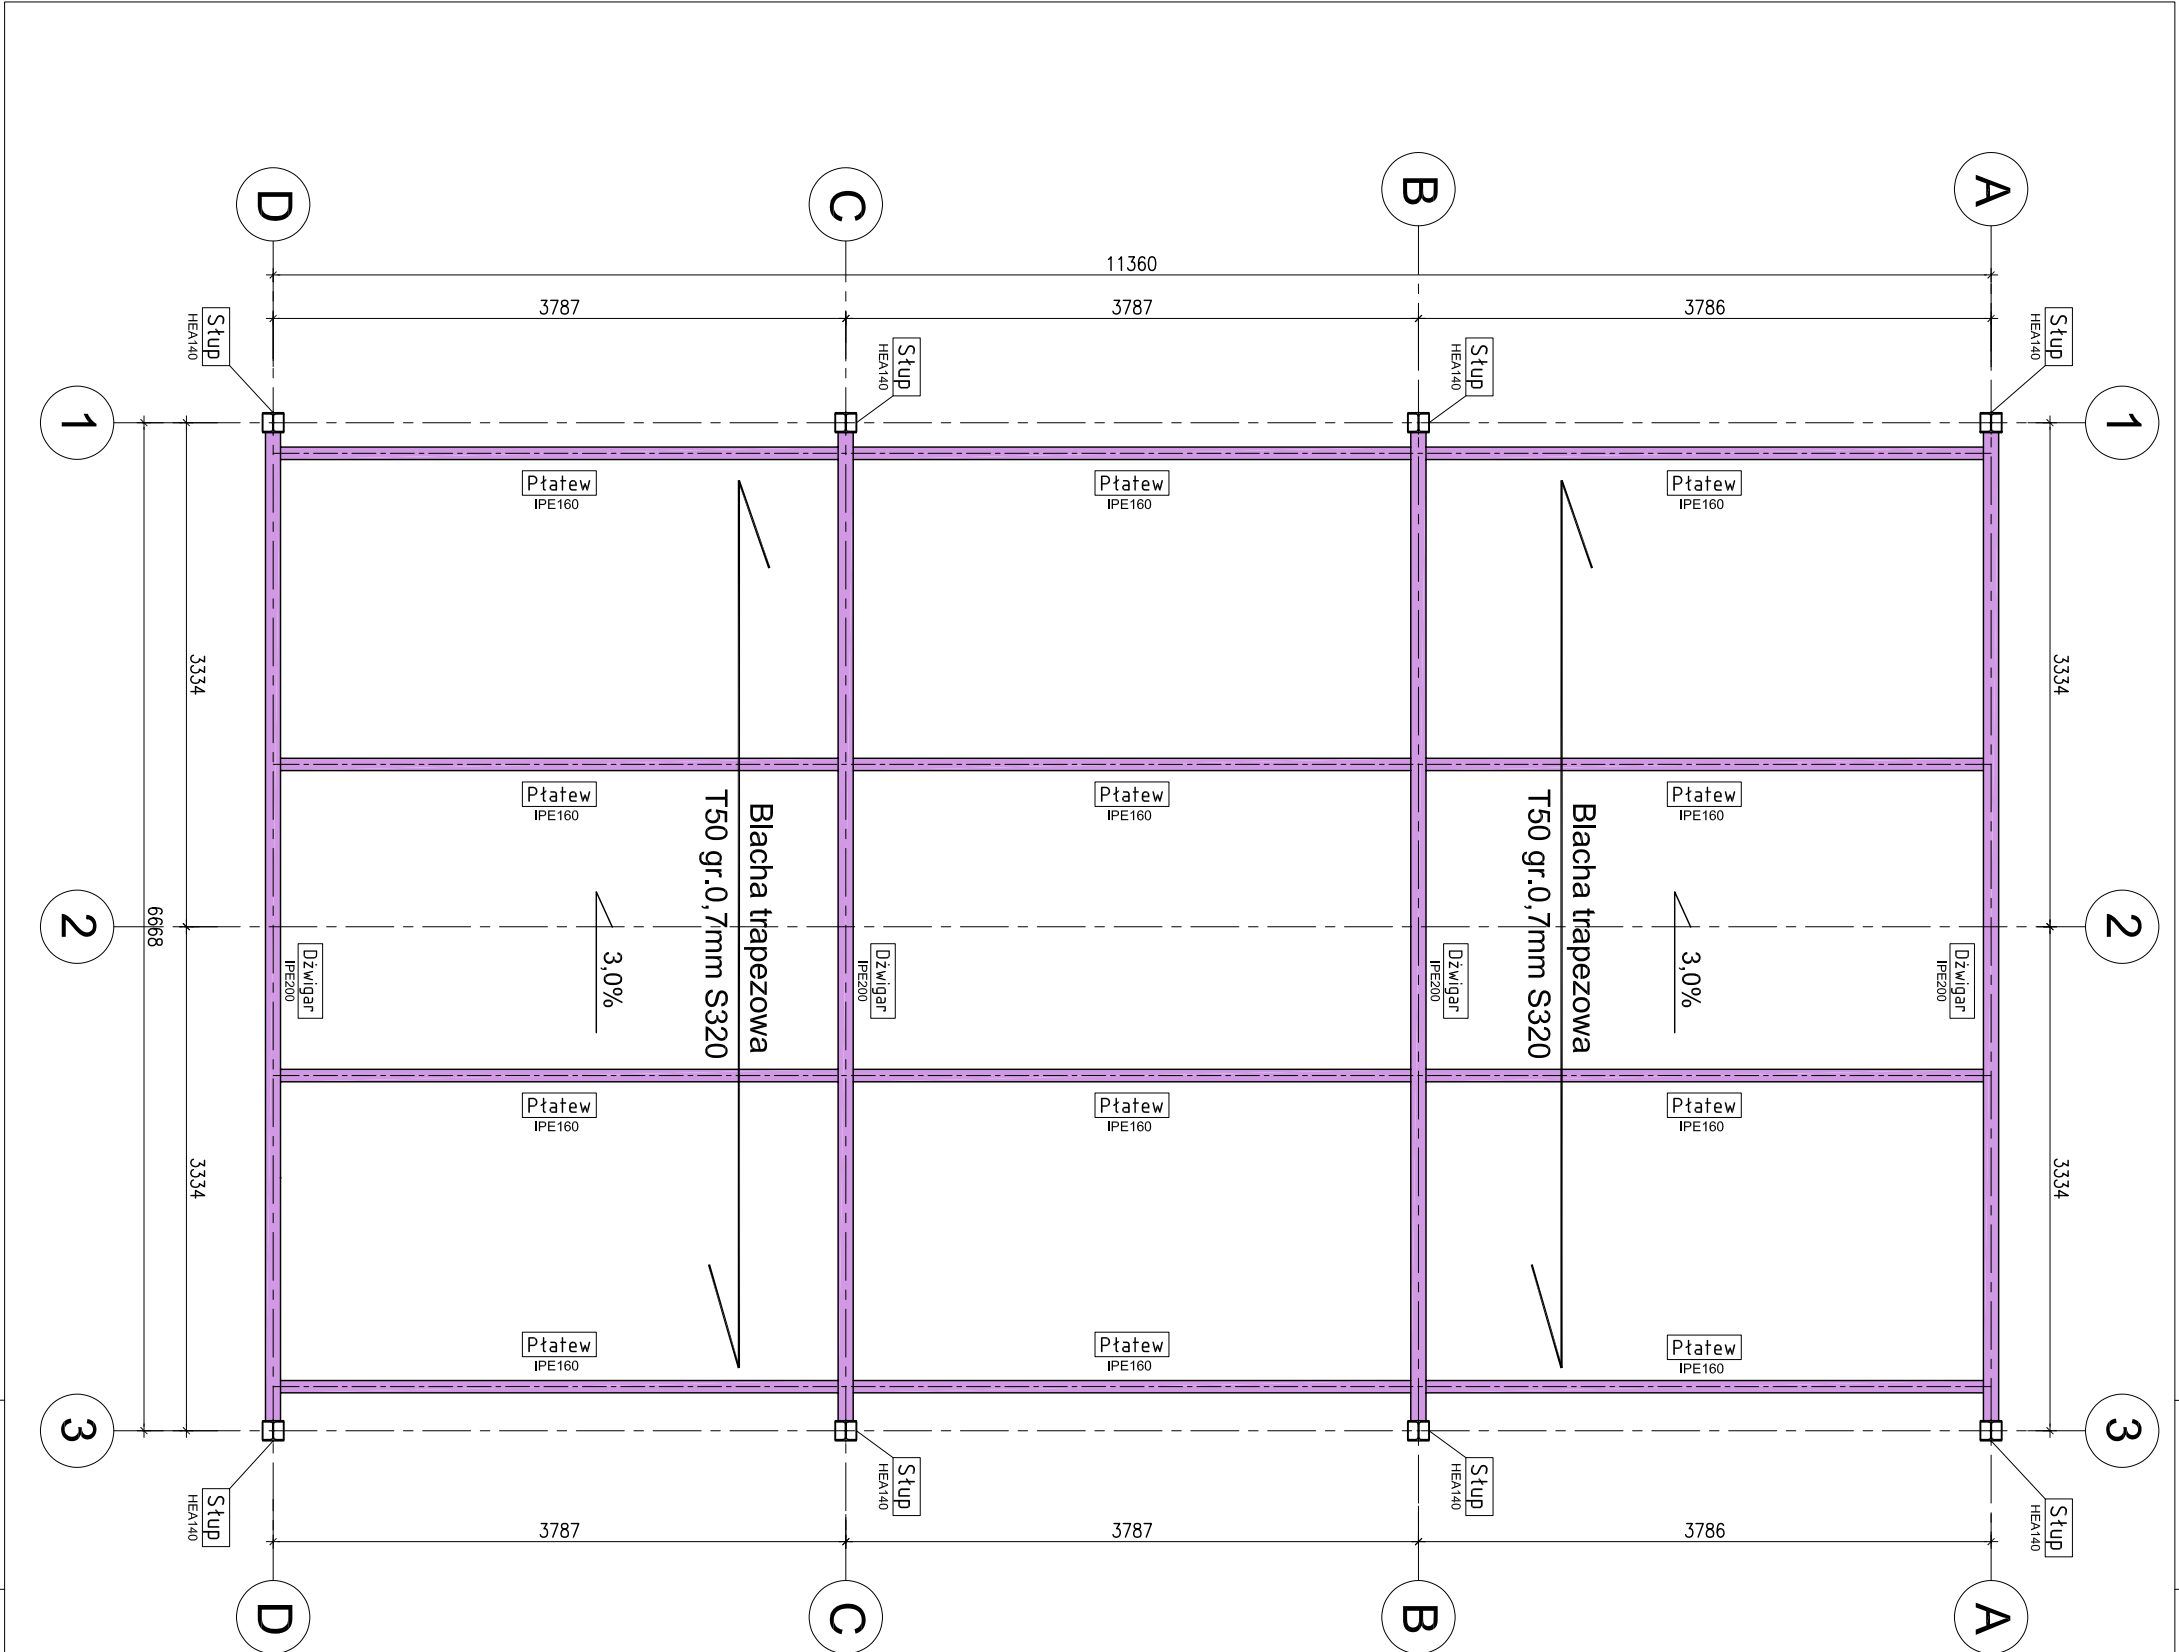 D
C
B
A
11360
3787
3787
3786
Słup
HEA140
Słup
HEA140
Słup
HEA140
Słup
HEA140
1
1
Płatew
IPE160
Płatew
IPE160
Płatew
IPE160
3334
3334
Płatew
IPE160
Płatew
IPE160
Płatew
IPE160
Blacha trapezowa
T50 gr.0,7mm S320
Blacha trapezowa
T50 gr.0,7mm S320
3,0%
3,0%
2
6668
2
Dźwigar
IPE200
Dźwigar
IPE200
Dźwigar
IPE200
Dźwigar
IPE200
Płatew
IPE160
Płatew
IPE160
Płatew
IPE160
3334
3334
Płatew
IPE160
Płatew
IPE160
Płatew
IPE160
3
3
Słup
HEA140
Słup
HEA140
Słup
HEA140
Słup
HEA140
3787
3787
3786
D
C
B
A